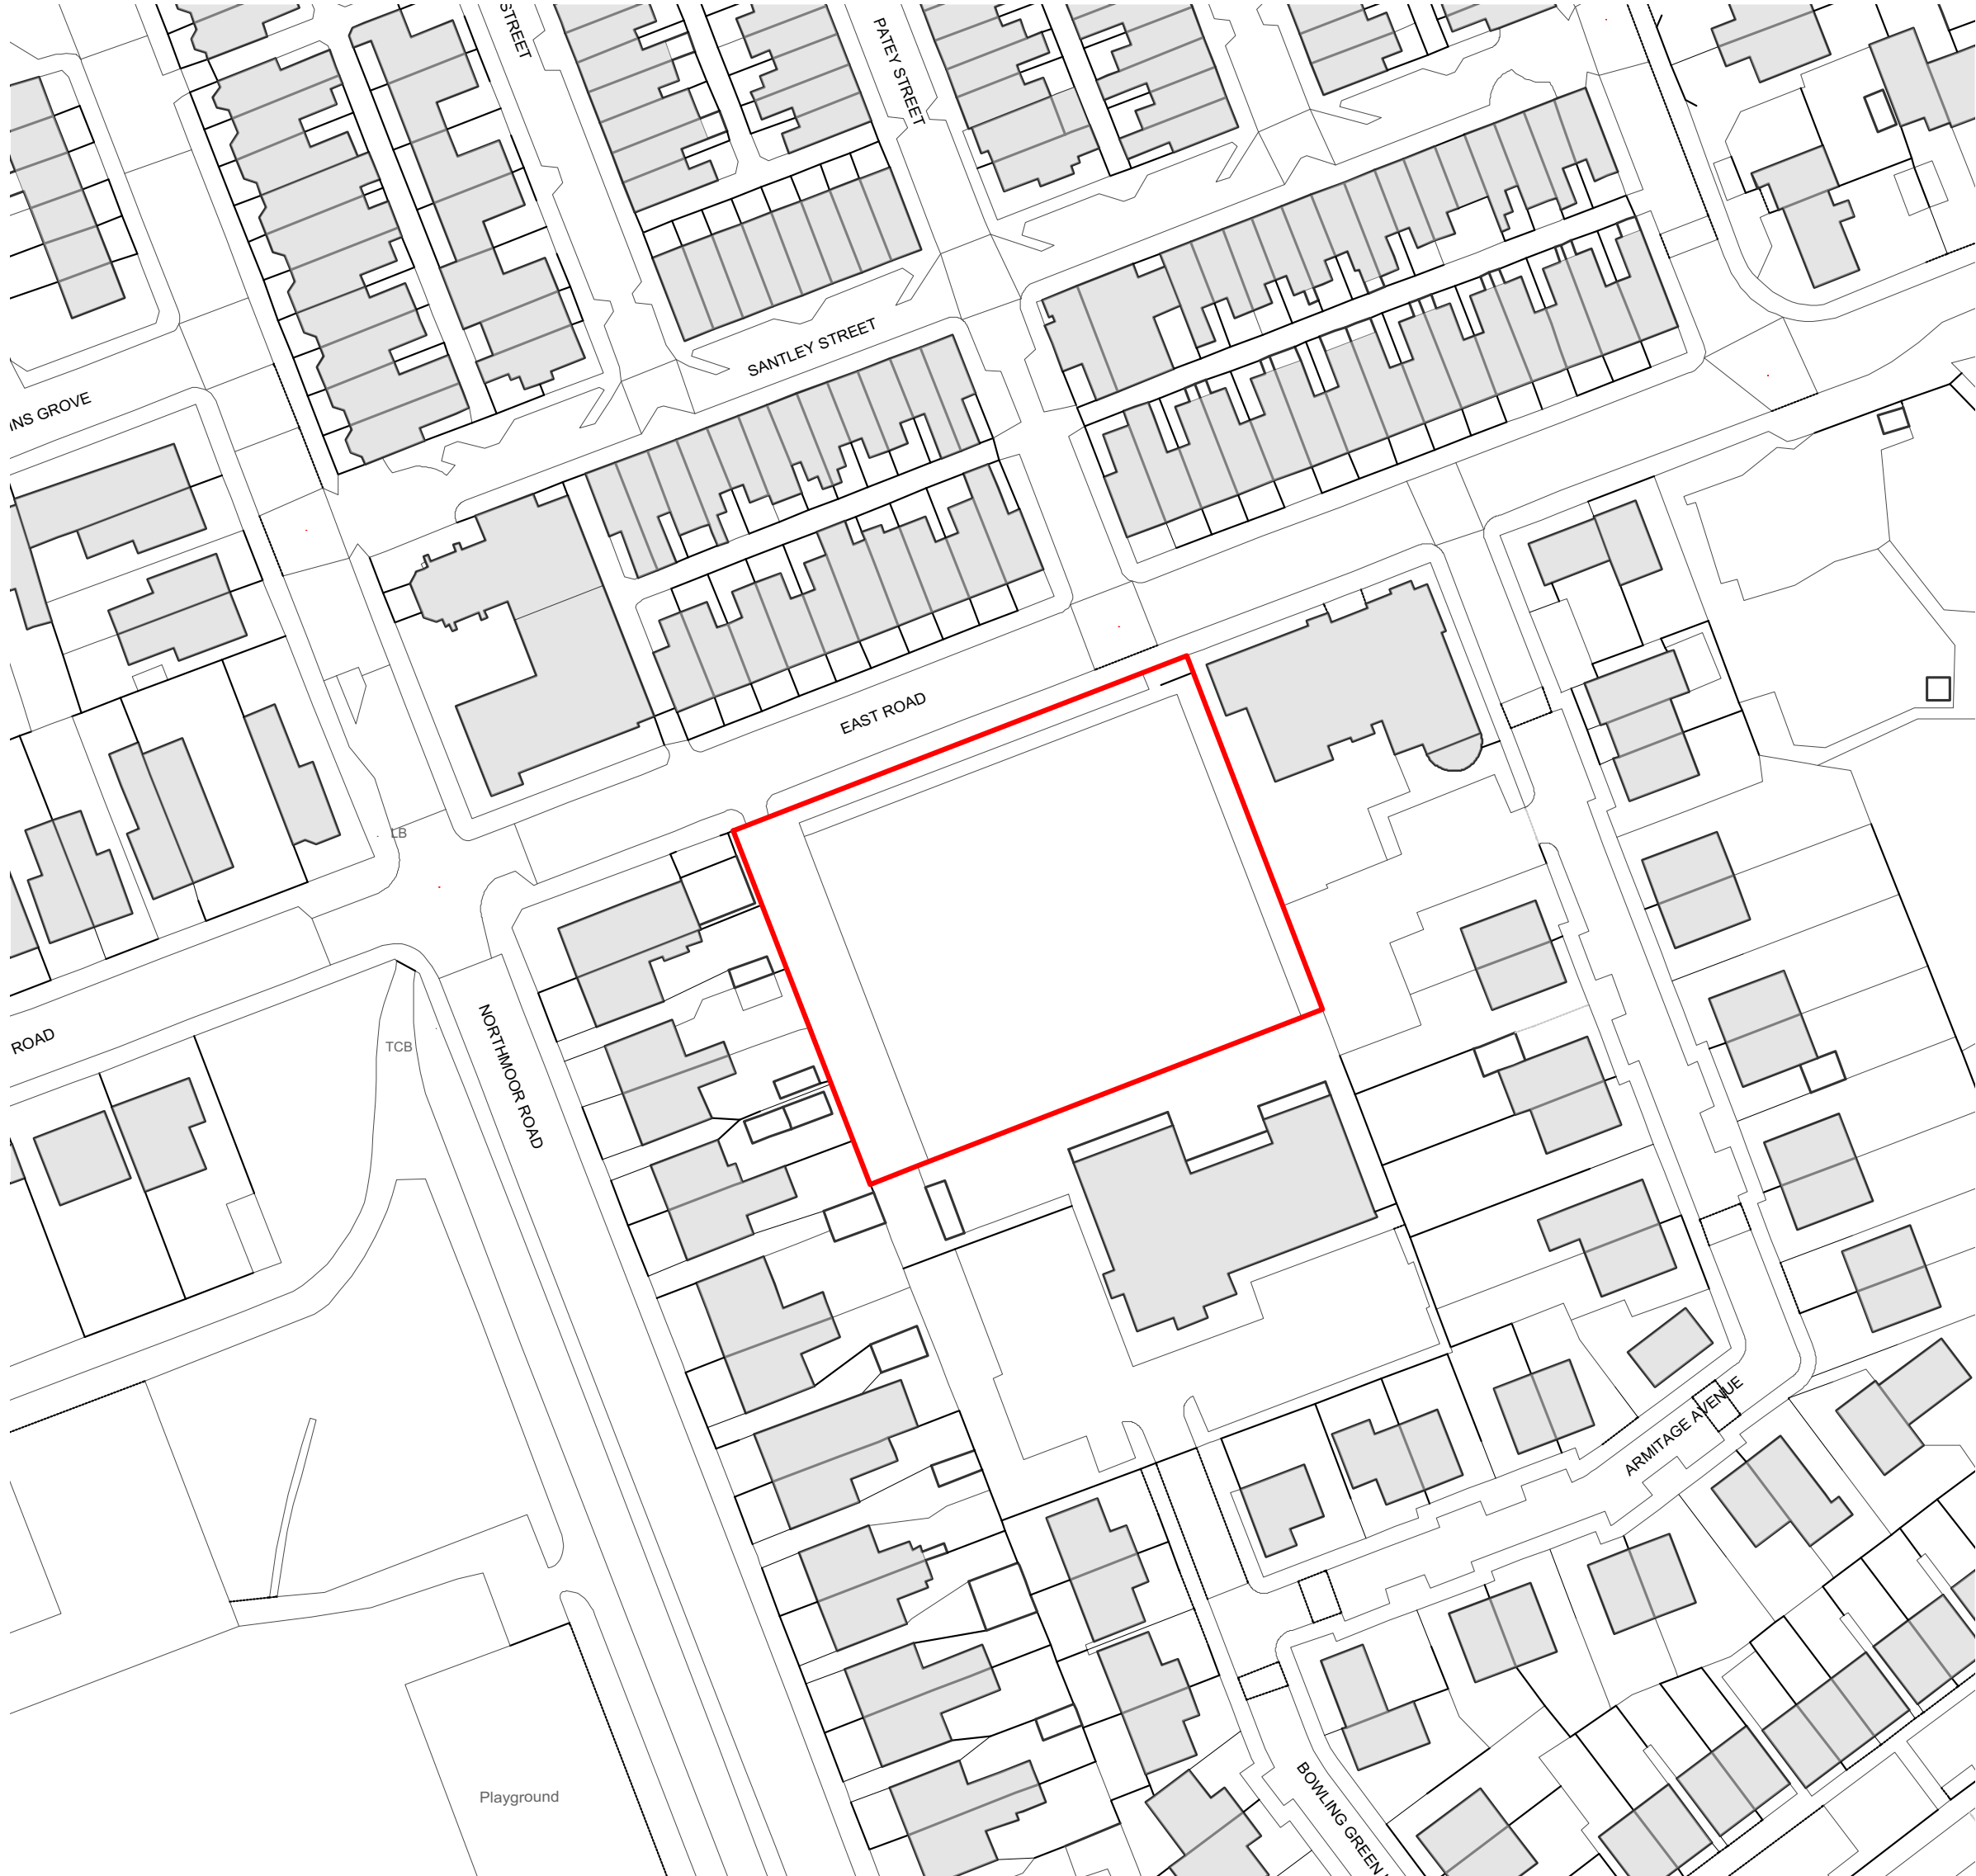 STREET
PATEY STREET
SANTLEY STREET
INS GROVE
EAST ROAD
LB
ROAD
TCB
NORTHMOOR ROAD
ARMITAGE AVENUE
Playground
BOWLING GREEN